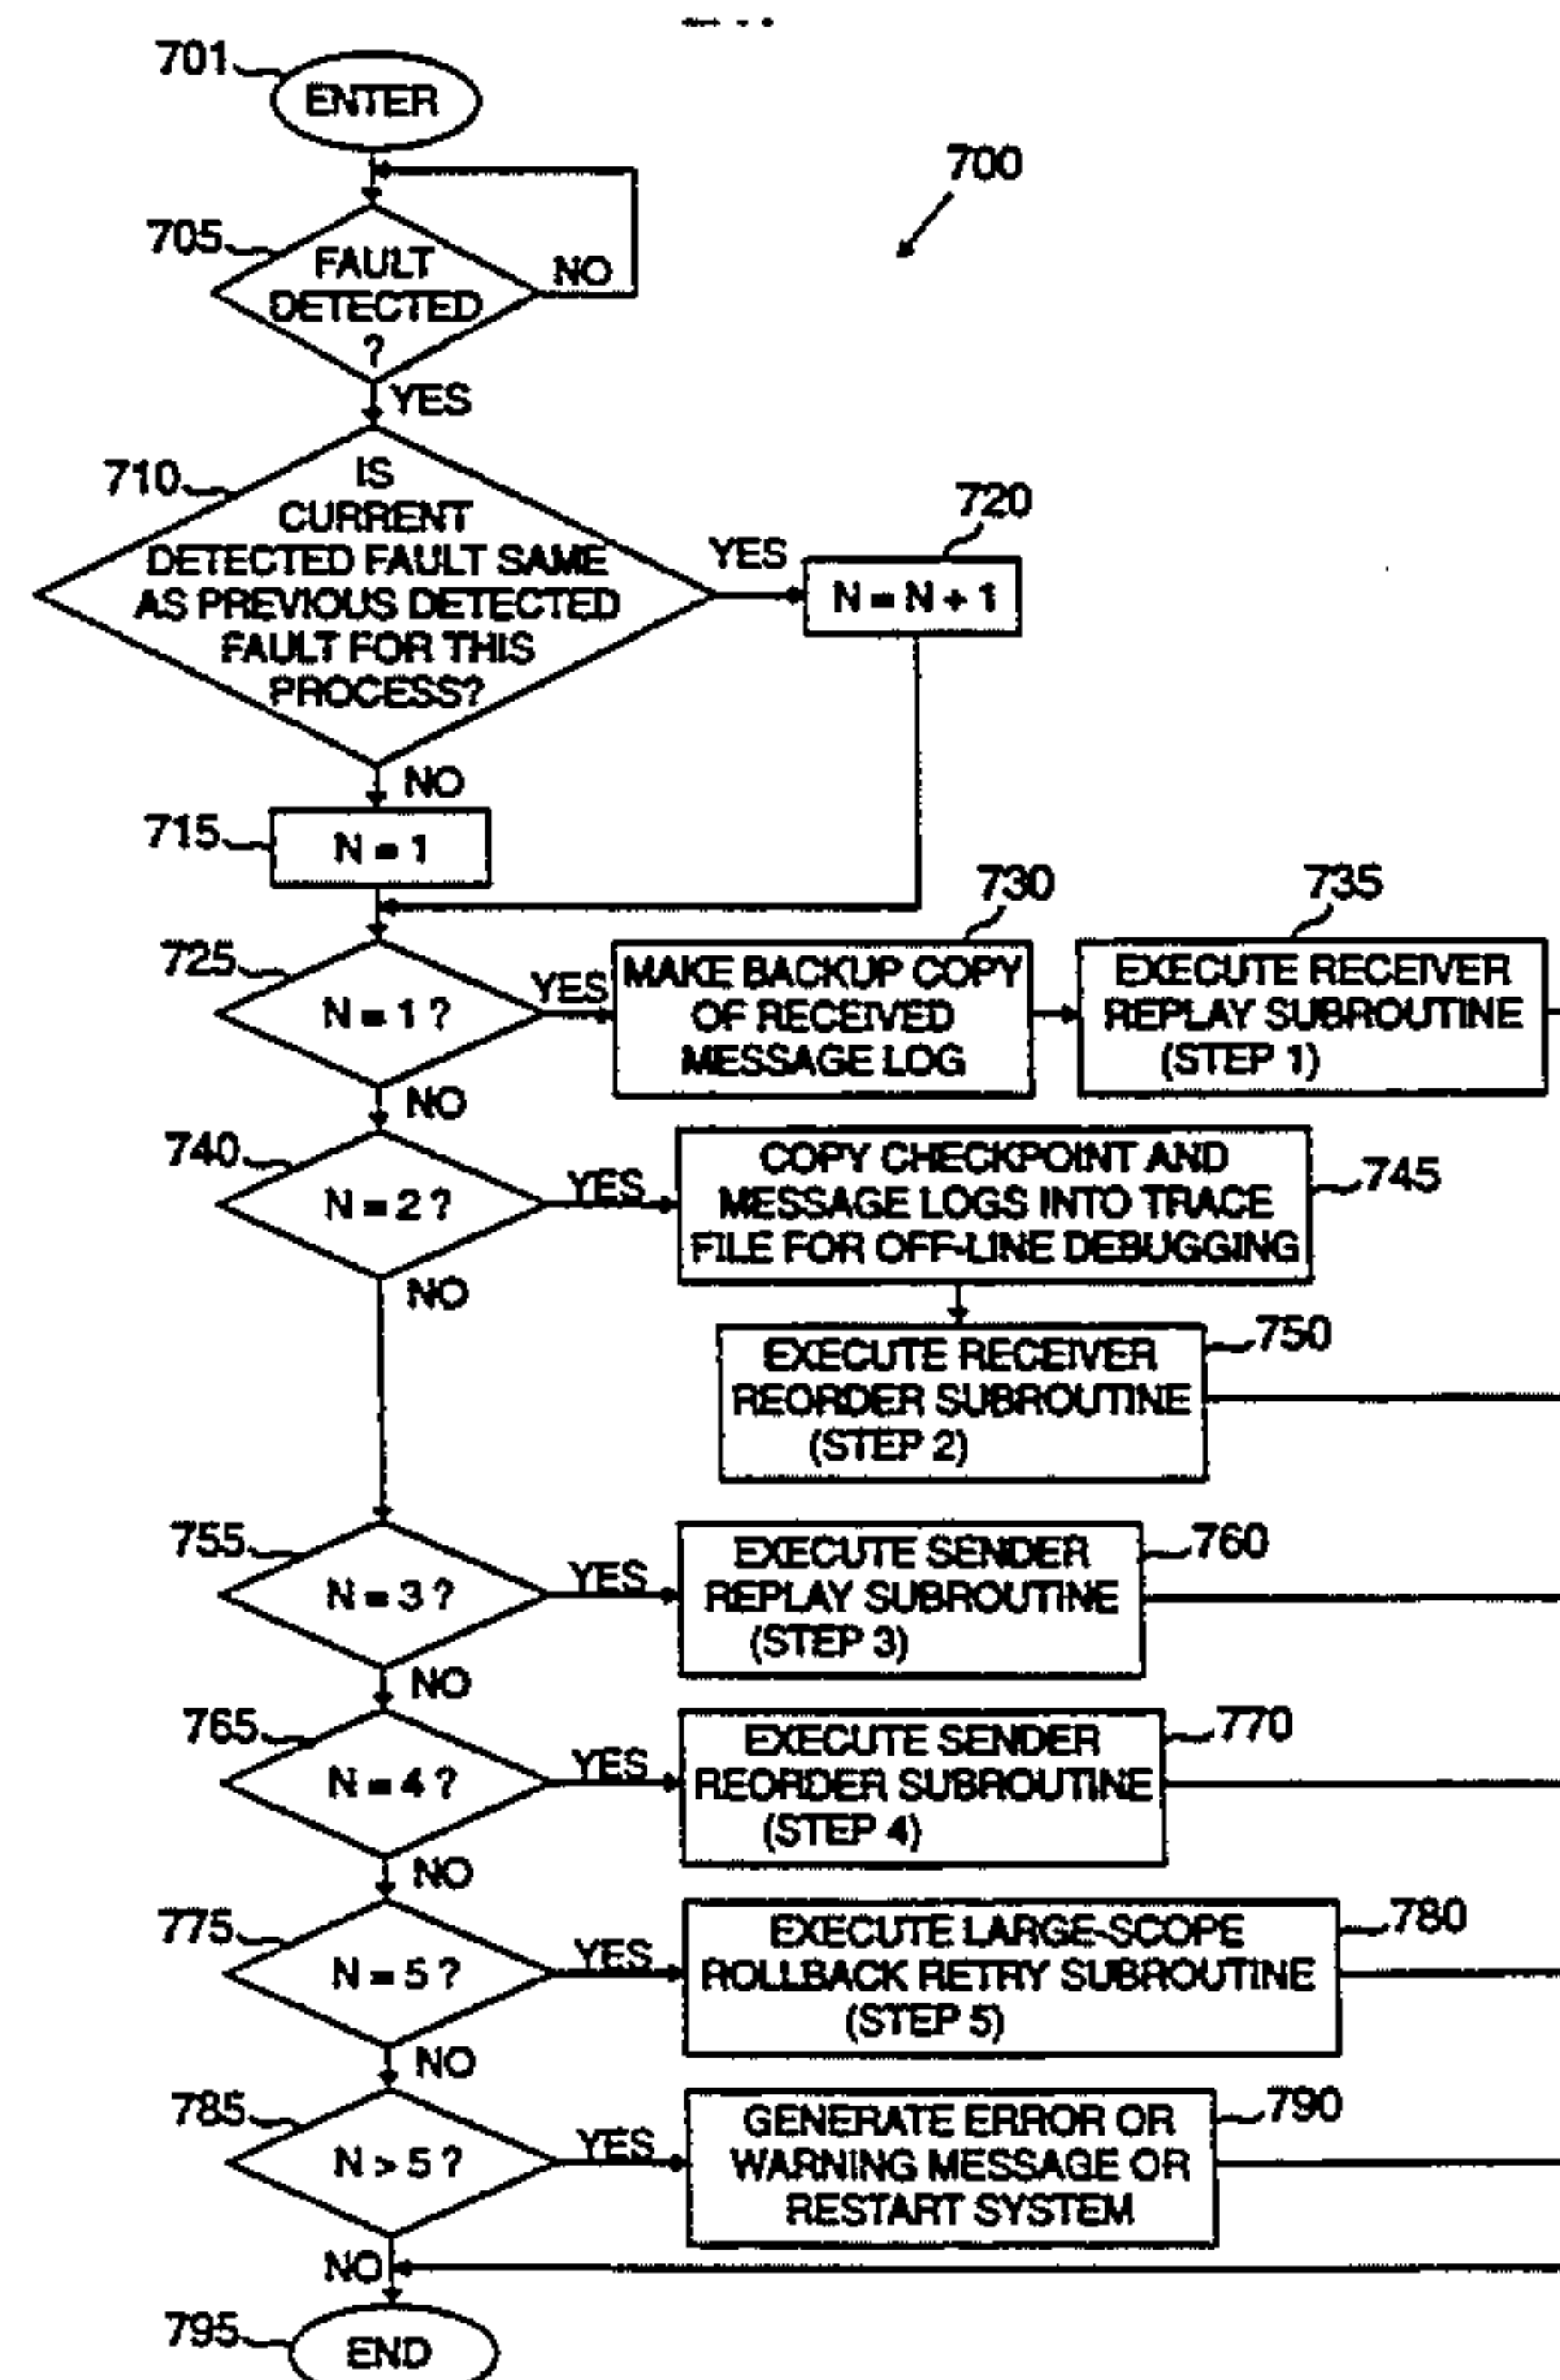 701
ENTER
700
705
FAULT
DETECTED
?
NO
YES
710
IS
CURRENT
DETECTED FAULT SAME
AS PREVIOUS DETECTED
FAULT FOR THIS
PROCESS?
YES
720
N = N + 1
NO
715
N = 1
725
N = 1 ?
YES
730
MAKE BACKUP COPY
OF RECEIVED
MESSAGE LOG
735
EXECUTE RECEIVER
REPLAY SUBROUTINE
(STEP 1)
NO
740
N = 2 ?
YES
COPY CHECKPOINT AND
MESSAGE LOGS INTO TRACE
FILE FOR OFF-LINE DEBUGGING
745
NO
EXECUTE RECEIVER
REORDER SUBROUTINE
(STEP 2)
750
755
N = 3 ?
YES
EXECUTE SENDER
REPLAY SUBROUTINE
(STEP 3)
760
NO
765
N = 4 ?
YES
EXECUTE SENDER
REORDER SUBROUTINE
(STEP 4)
770
NO
775
N = 5 ?
YES
EXECUTE LARGE-SCOPE
ROLLBACK RETRY SUBROUTINE
(STEP 5)
780
NO
785
N > 5 ?
YES
GENERATE ERROR OR
WARNING MESSAGE OR
RESTART SYSTEM
790
NO
795
END